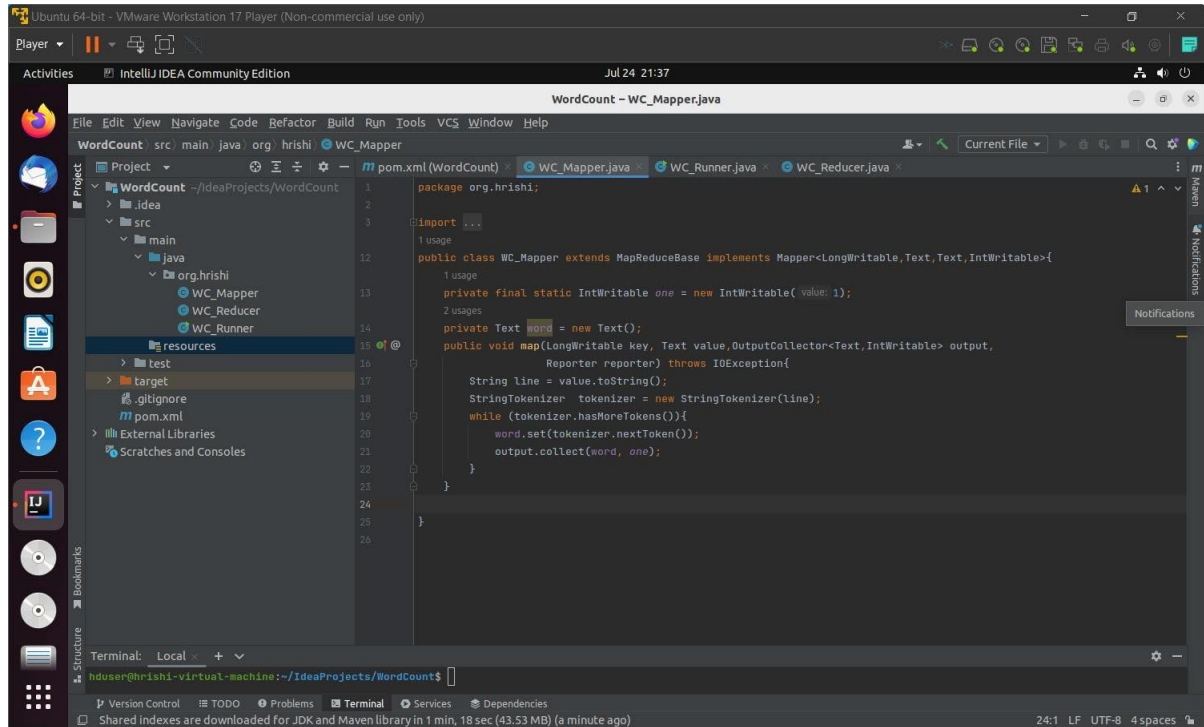 Ubuntu 64-bit - VMware Workstation 17 Player (Non-commercial use only)
Player
Activities IntelliJ IDEA Community Edition Jul 24 21:37
WordCount – WC_Mapper.java
File Edit View Navigate Code Refactor Build Run Tools VCS Window Help
WordCount src main java org hrishi WC_Mapper Current File
Project pom.xml (WordCount) WC_Mapper.java WC_Runner.java WC_Reducer.java
Project
Maven
Notifications
Notifications
WordCount ~/IdeaProjects/WordCount
.idea
src
main
java
org.hrishi
WC_Mapper
WC_Reducer
WC_Runner
resources
test
target
.gitignore
pom.xml
External Libraries
Scratches and Consoles
1 package org.hrishi;
2
3 import ...
1 usage
12 public class WC_Mapper extends MapReduceBase implements Mapper<LongWritable,Text,Text,IntWritable>{
1 usage
13 private final static IntWritable one = new IntWritable( value: 1);
2 usages
14 private Text word = new Text();
15 public void map(LongWritable key, Text value,OutputCollector<Text,IntWritable> output,
16 Reporter reporter) throws IOException{
17 String line = value.toString();
18 StringTokenizer tokenizer = new StringTokenizer(line);
19 while (tokenizer.hasMoreTokens()){
20 word.set(tokenizer.nextToken());
21 output.collect(word, one);
22 }
23 }
24
25 }
26
1
Bookmarks
Structure
Terminal: Local
hduser@hrishi-virtual-machine:~/IdeaProjects/WordCount$
Version Control TODO Problems Terminal Services Dependencies
Shared indexes are downloaded for JDK and Maven library in 1 min, 18 sec (43.53 MB) (a minute ago) 24:1 LF UTF-8 4 spaces